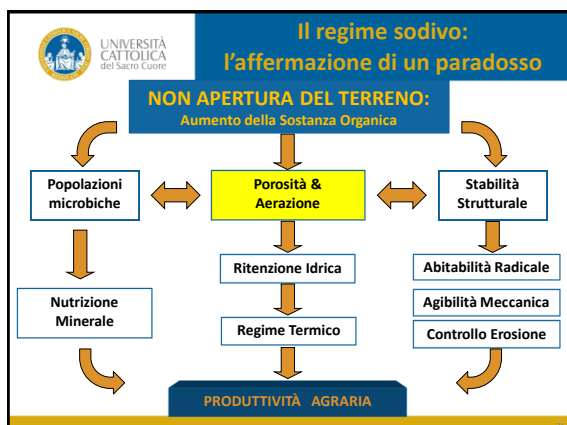 UNIVERSITÀ
CATTOLICA
del Sacro Cuore
Il regime sodivo:
l'affermazione di un paradosso
NON APERTURA DEL TERRENO:
Aumento della Sostanza Organica
Popolazioni
microbiche
Porosità &
Aerazione
Stabilità
Strutturale
Ritenzione Idrica
Abitabilità Radicale
Nutrizione
Minerale
Regime Termico
Agibilità Meccanica
Controllo Erosione
PRODUTTIVITÀ AGRARIA